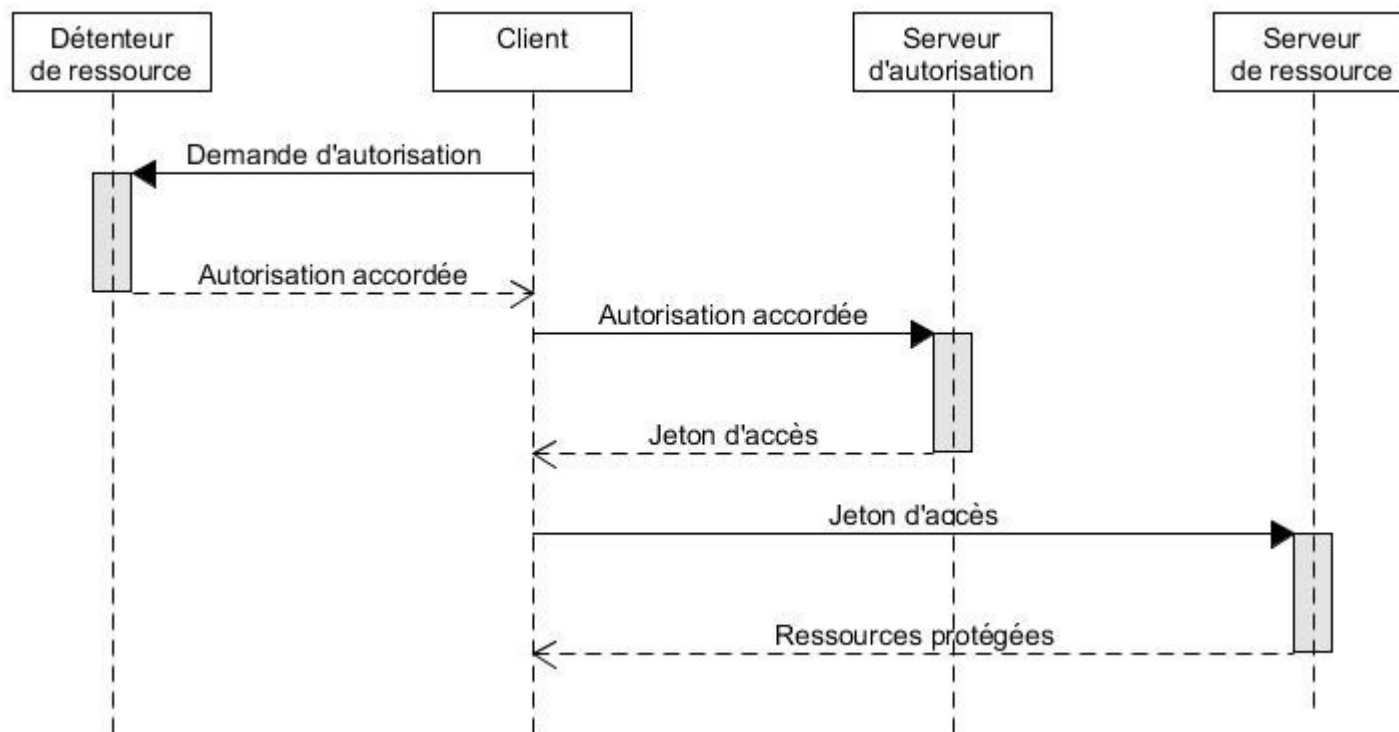 Détenteur
de ressource
Client
Serveur
d'autorisation
Serveur
de ressource
Demande d'autorisation
Autorisation accordée
Autorisation accordée
Jeton d'accès
Jeton d'accès
Ressources protégées